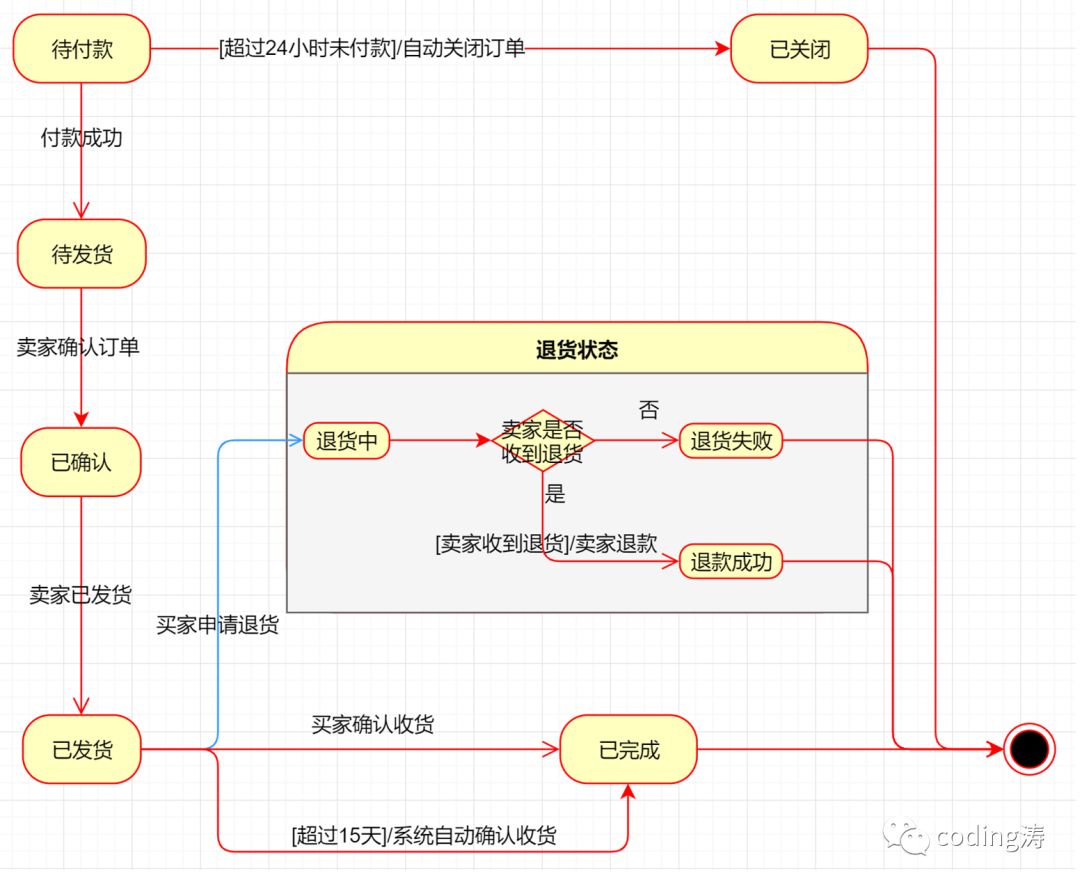 待付款
[超过24小时未付款]/自动关闭订单
已关闭
付款成功
待发货
卖家确认订单
退货状态
已确认
退货中
卖家是否
收到退货
否
退货失败
是
[卖家收到退货]/卖家退款
退款成功
卖家已发货
买家申请退货
买家确认收货
已发货
已完成
[超过15天]/系统自动确认收货
coding涛